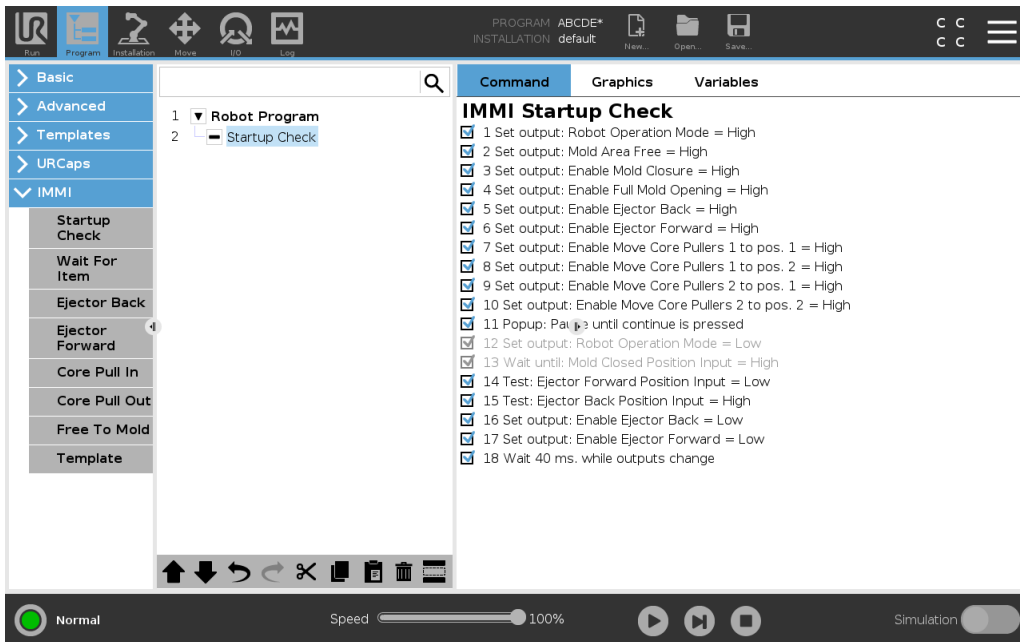 UR
PROGRAM ABCDE*
INSTALLATION default
C C
C C
Run
Program
Installation
Move
I/O
Log
New...
Open...
Save...
Basic
Advanced
Templates
URCaps
IMMI
Startup
Check
Wait For
Item
Ejector Back
Ejector
Forward
Core Pull In
Core Pull Out
Free To Mold
Template
1 Robot Program
2 Startup Check
Command Graphics Variables
IMMI Startup Check
1 Set output: Robot Operation Mode = High
2 Set output: Mold Area Free = High
3 Set output: Enable Mold Closure = High
4 Set output: Enable Full Mold Opening = High
5 Set output: Enable Ejector Back = High
6 Set output: Enable Ejector Forward = High
7 Set output: Enable Move Core Pullers 1 to pos. 1 = High
8 Set output: Enable Move Core Pullers 1 to pos. 2 = High
9 Set output: Enable Move Core Pullers 2 to pos. 1 = High
10 Set output: Enable Move Core Pullers 2 to pos. 2 = High
11 Popup: Pause until continue is pressed
12 Set output: Robot Operation Mode = Low
13 Wait until: Mold Closed Position Input = High
14 Test: Ejector Forward Position Input = Low
15 Test: Ejector Back Position Input = High
16 Set output: Enable Ejector Back = Low
17 Set output: Enable Ejector Forward = Low
18 Wait 40 ms. while outputs change
Normal
Speed 100%
Simulation